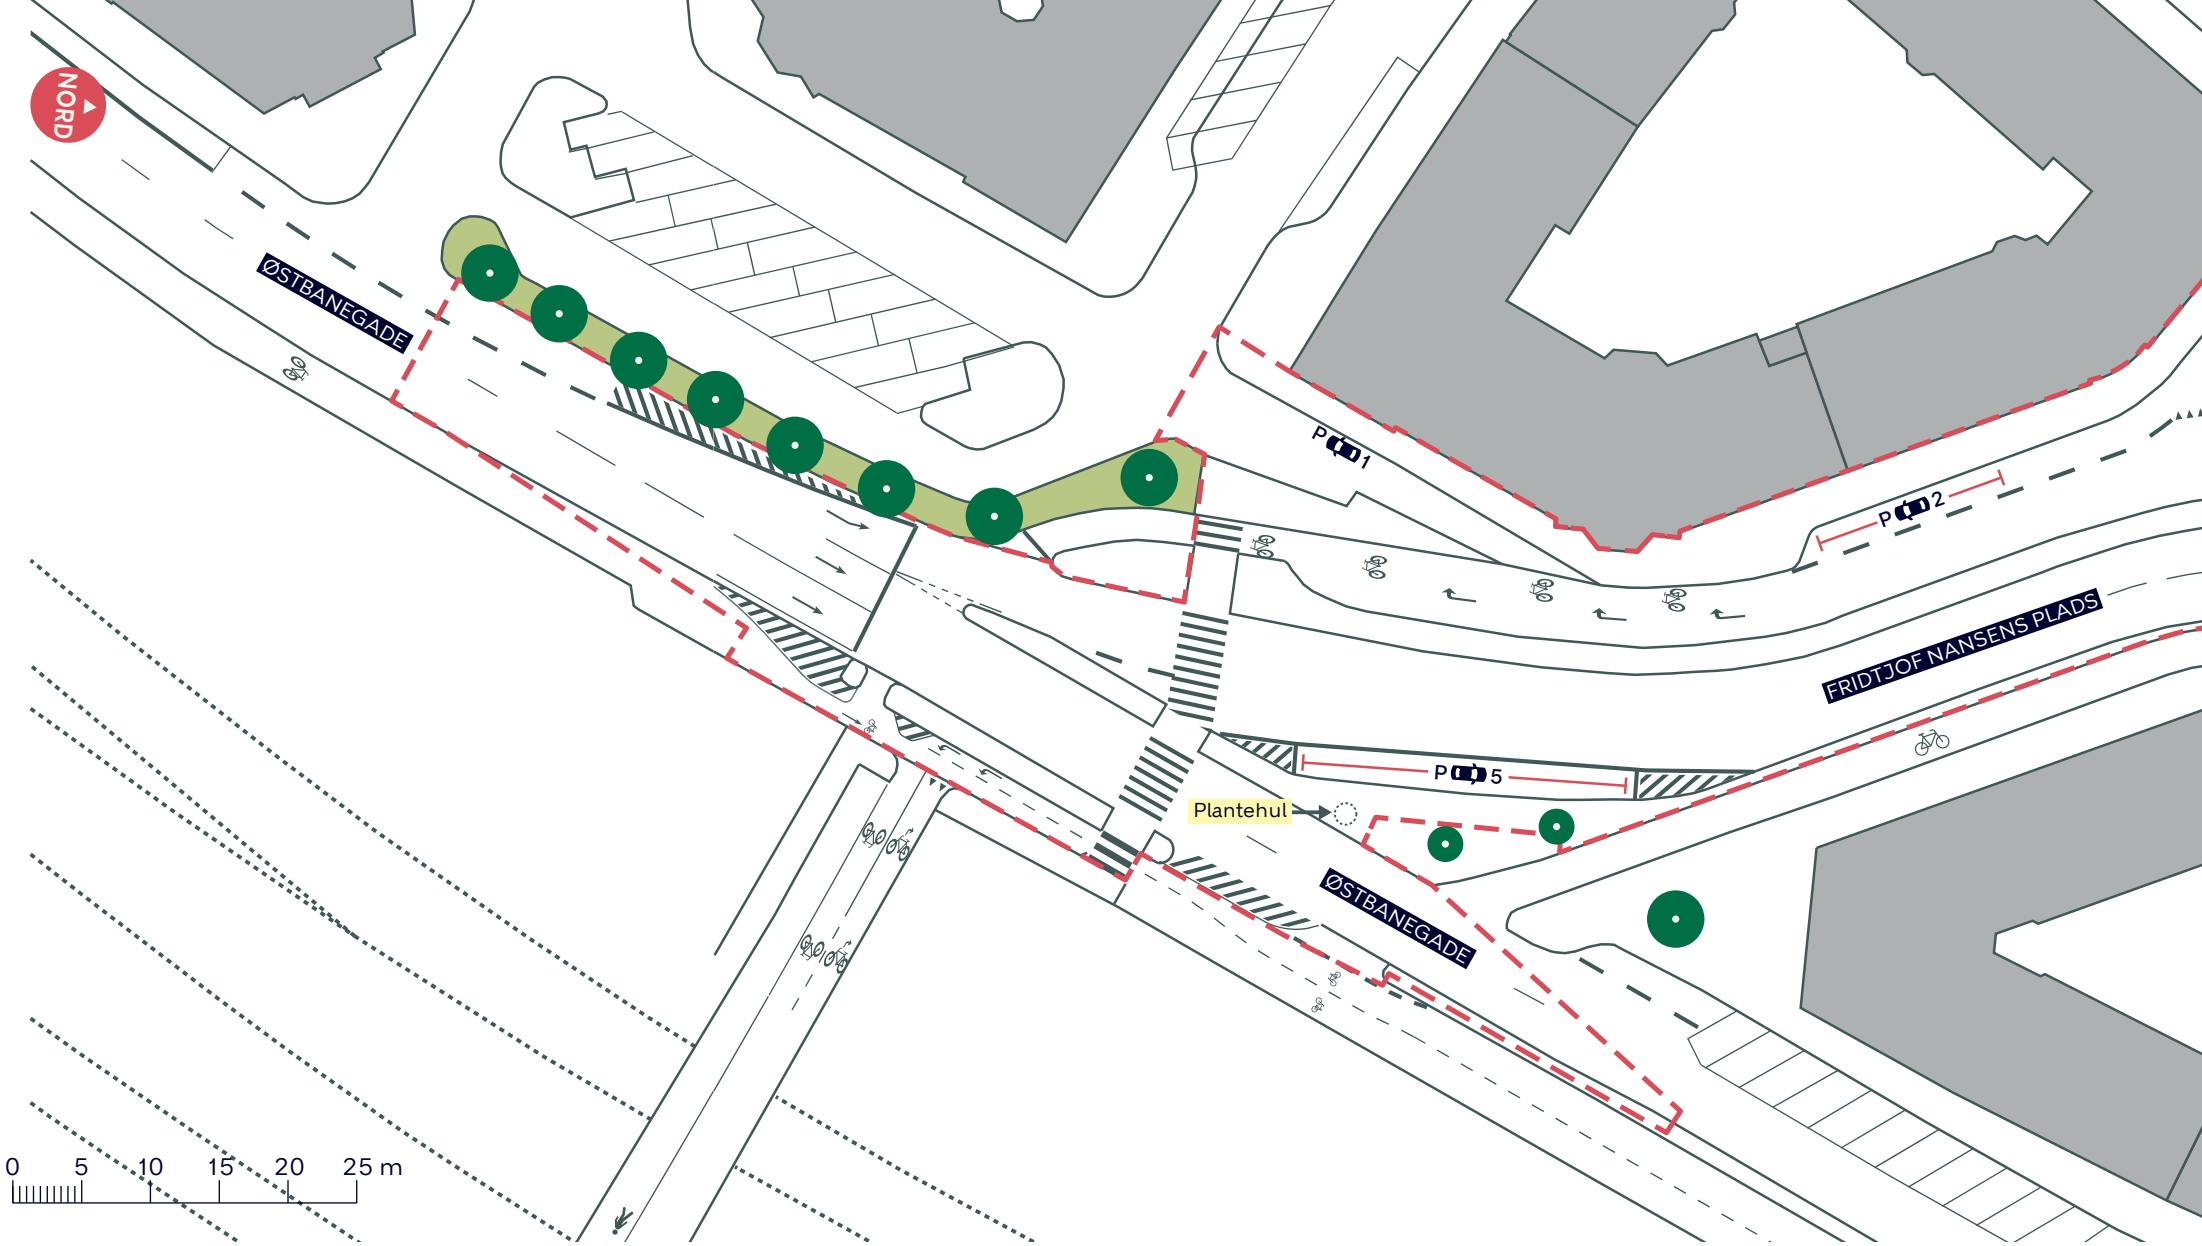 NORD
ØSTBANEGADE
P 1
P 2
FRIDTJOF NANSENS PLADS
P 5
Plantehul
ØSTBANEGADE
0 5 10 15 20 25 m